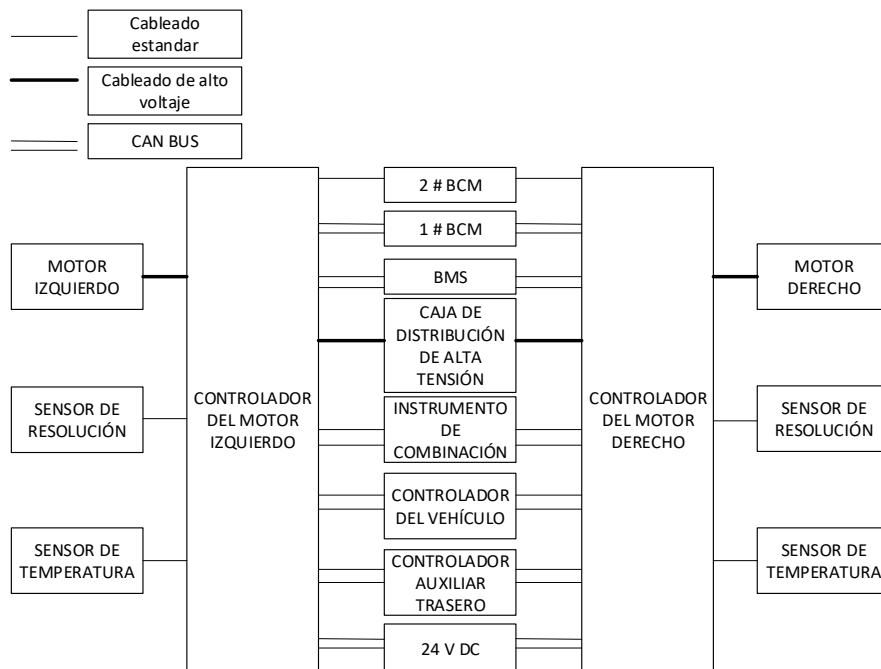 Cableado
estandar
Cableado de alto
voltaje
CAN BUS
2 # BCM
1 # BCM
BMS
CAJA DE
DISTRIBUCIÓN
DE ALTA
TENSIÓN
INSTRUMENTO
DE
COMBINACIÓN
CONTROLADOR
DEL VEHÍCULO
CONTROLADOR
AUXILIAR
TRASERO
24 V DC
MOTOR
IZQUIERDO
SENSOR DE
RESOLUCIÓN
SENSOR DE
TEMPERATURA
CONTROLADOR
DEL MOTOR
IZQUIERDO
CONTROLADOR
DEL MOTOR
DERECHO
MOTOR
DERECHO
SENSOR DE
RESOLUCIÓN
SENSOR DE
TEMPERATURA